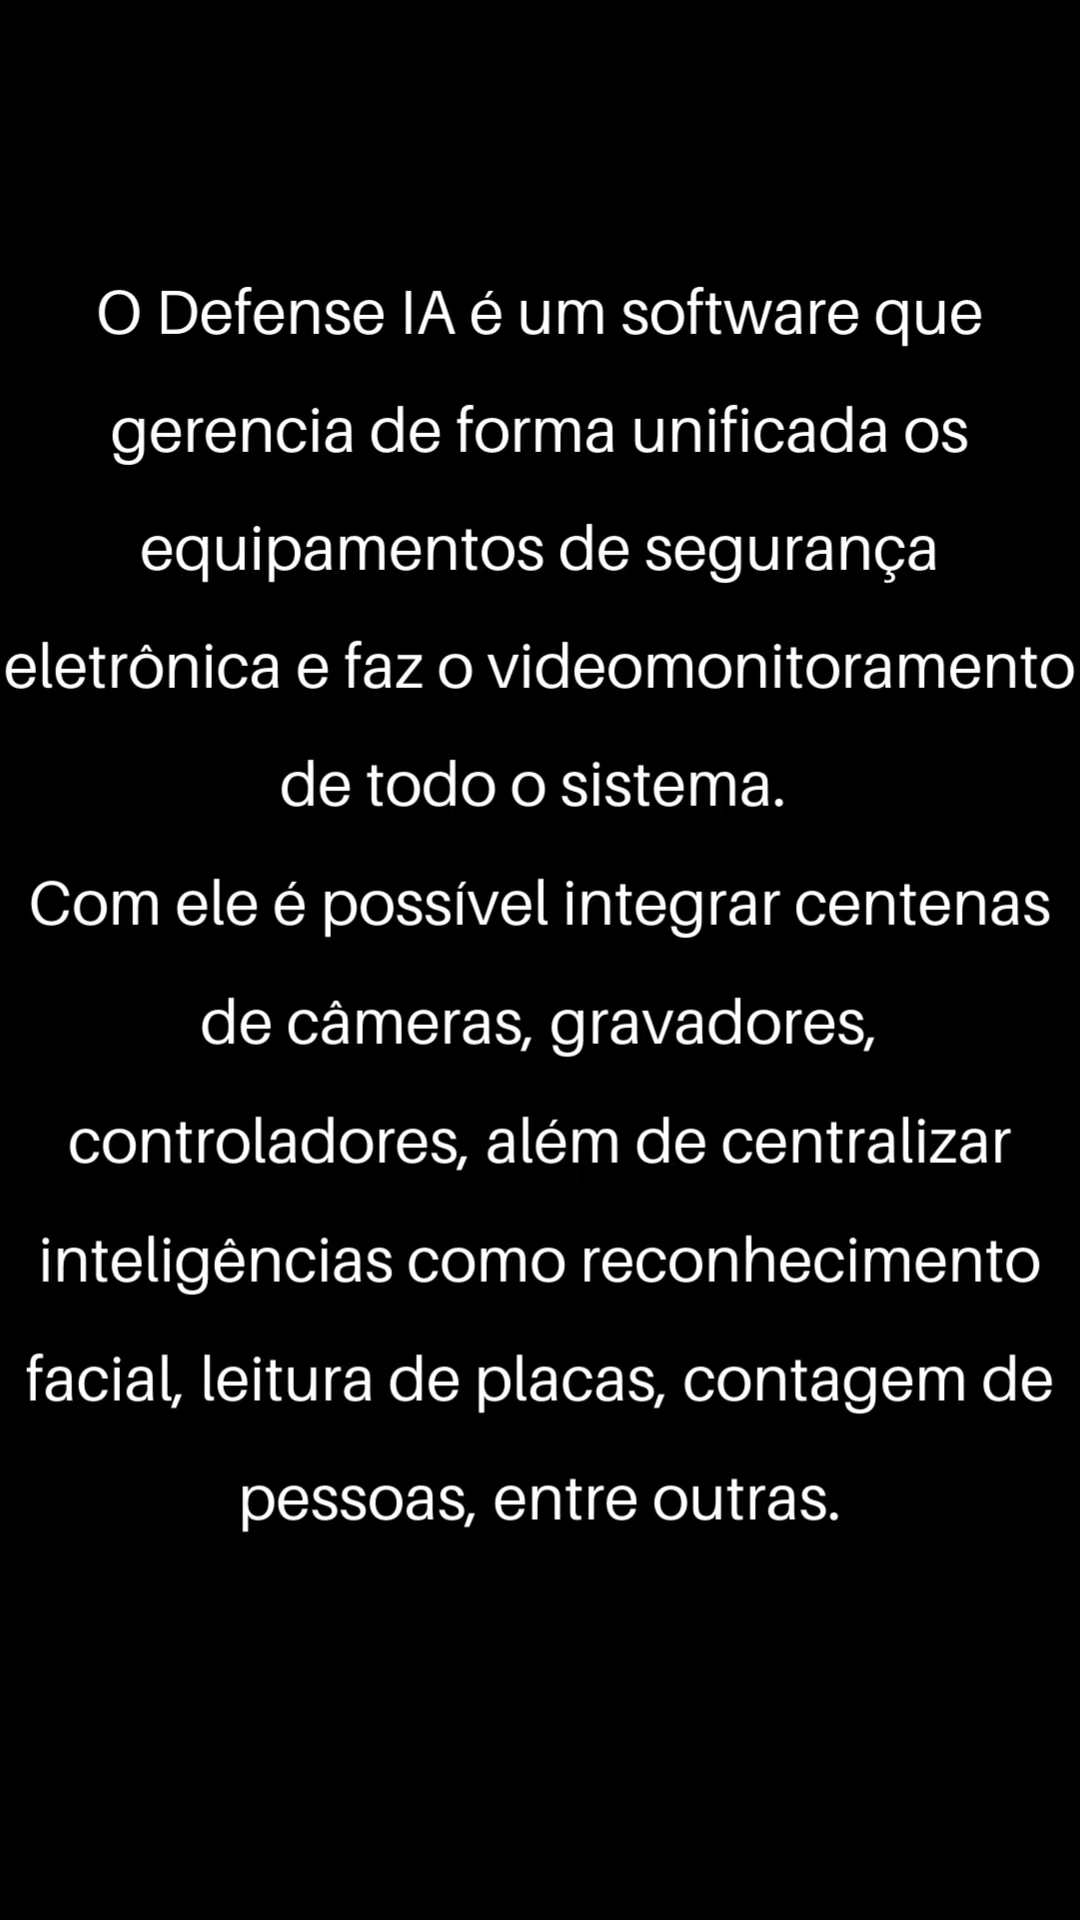 O Defense IA é um software que
gerencia de forma unificada os
equipamentos de segurança
eletrônica e faz o videomonitoramento
de todo o sistema.
Com ele é possível integrar centenas
de câmeras, gravadores,
controladores, além de centralizar
inteligências como reconhecimento
facial, leitura de placas, contagem de
pessoas, entre outras.